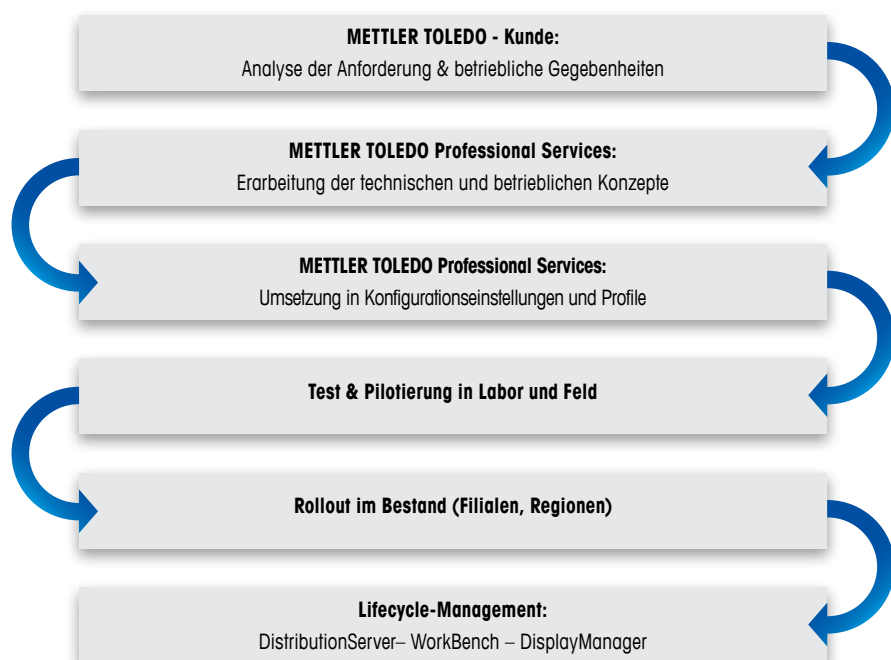 METTLER TOLEDO - Kunde:
Analyse der Anforderung & betriebliche Gegebenheiten
METTLER TOLEDO Professional Services:
Erarbeitung der technischen und betrieblichen Konzepte
METTLER TOLEDO Professional Services:
Umsetzung in Konfigurationseinstellungen und Profile
Test & Pilotierung in Labor und Feld
Rollout im Bestand (Filialen, Regionen)
Lifecycle-Management:
DistributionServer– WorkBench – DisplayManager